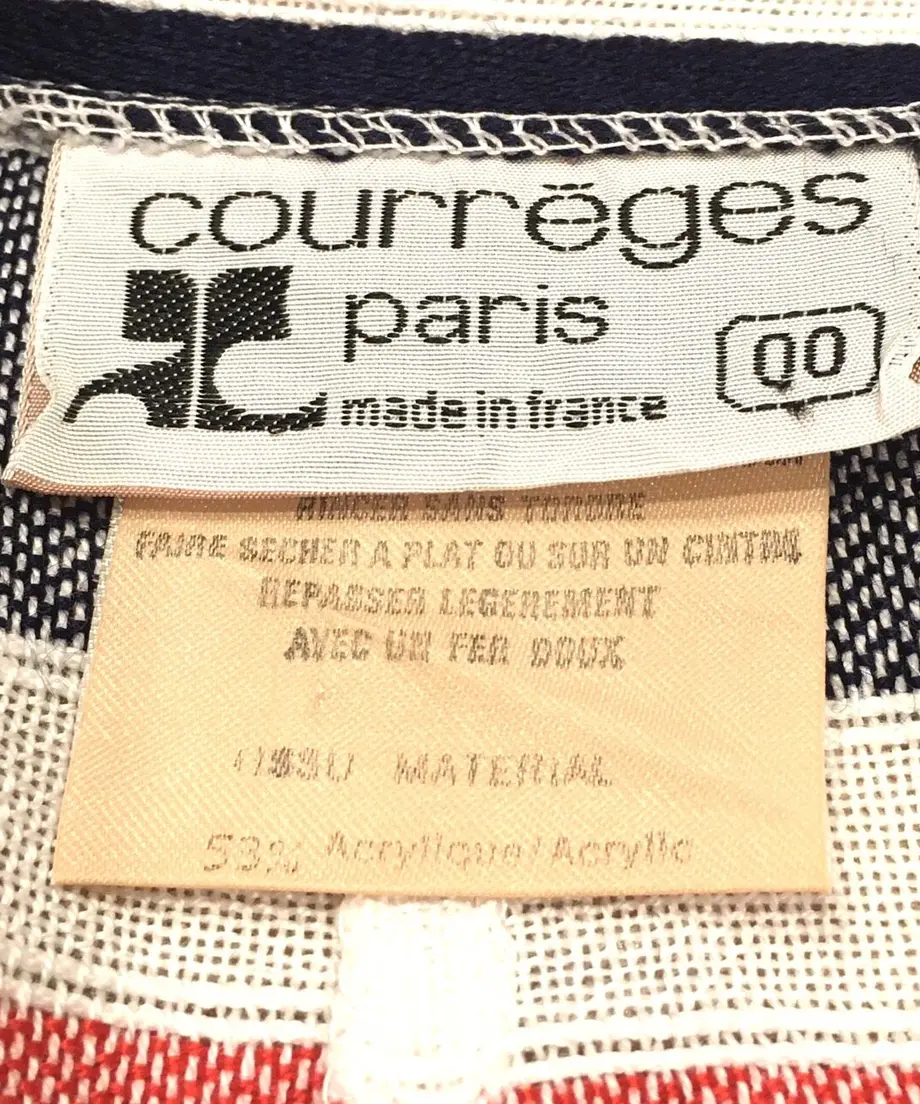 courrèges
paris
00
made in france
RINCER SANS TORDRE
FAIRE SECHER A PLAT OU SUR UN CINTRE
REPASSER LEGEREMENT
AVEC UN FER DOUX
TISSU MATERIAL
53% Acrylique/Acrylic